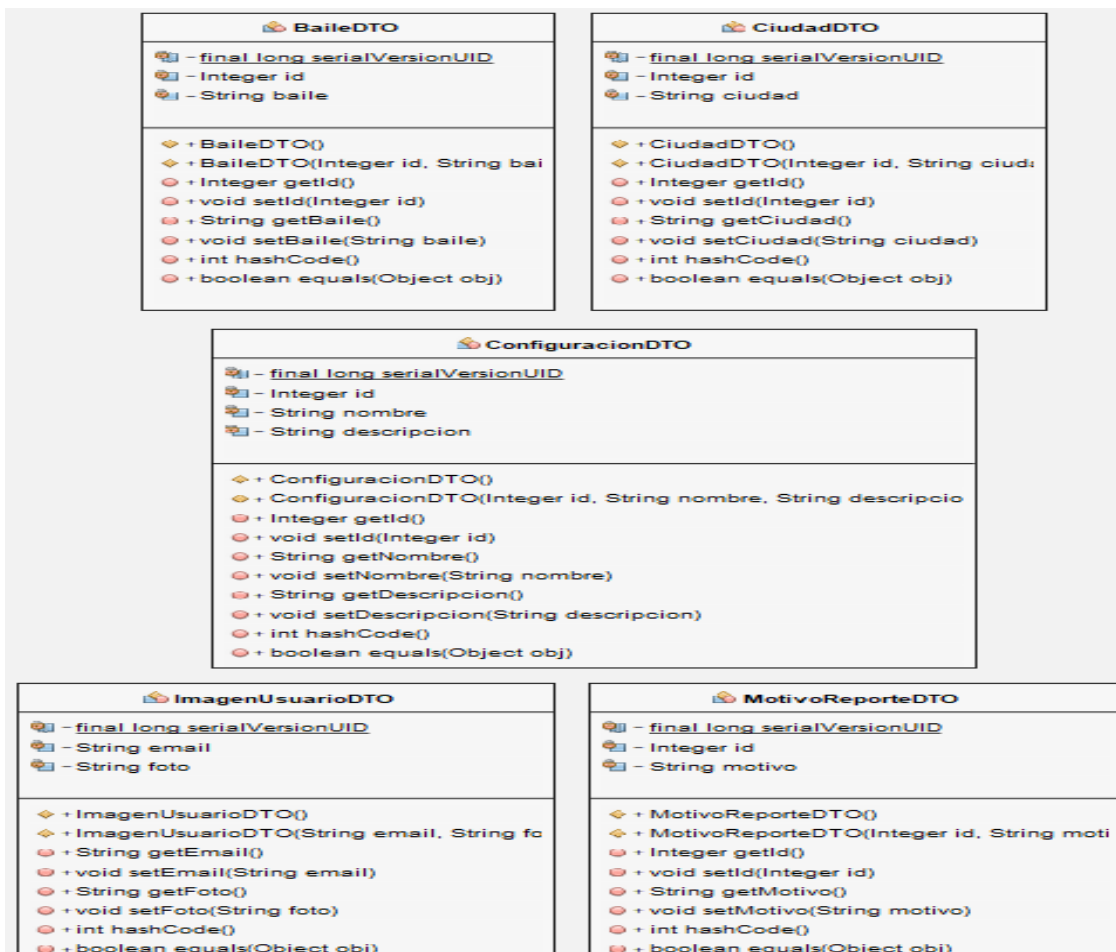 BaileDTO
- final long serialVersionUID
- Integer id
- String baile
+ BaileDTO()
+ BaileDTO(Integer id, String bai
+ Integer getId()
+ void setId(Integer id)
+ String getBaile()
+ void setBaile(String baile)
+ int hashCode()
+ boolean equals(Object obj)
CiudadDTO
- final long serialVersionUID
- Integer id
- String ciudad
+ CiudadDTO()
+ CiudadDTO(Integer id, String ciuda
+ Integer getId()
+ void setId(Integer id)
+ String getCiudad()
+ void setCiudad(String ciudad)
+ int hashCode()
+ boolean equals(Object obj)
ConfiguracionDTO
- final long serialVersionUID
- Integer id
- String nombre
- String descripcion
+ ConfiguracionDTO()
+ ConfiguracionDTO(Integer id, String nombre, String descripcio
+ Integer getId()
+ void setId(Integer id)
+ String getNombre()
+ void setNombre(String nombre)
+ String getDescripcion()
+ void setDescripcion(String descripcion)
+ int hashCode()
+ boolean equals(Object obj)
ImagenUsuarioDTO
- final long serialVersionUID
- String email
- String foto
+ ImagenUsuarioDTO()
+ ImagenUsuarioDTO(String email, String fo
+ String getEmail()
+ void setEmail(String email)
+ String getFoto()
+ void setFoto(String foto)
+ int hashCode()
+ boolean equals(Object obj)
MotivoReporteDTO
- final long serialVersionUID
- Integer id
- String motivo
+ MotivoReporteDTO()
+ MotivoReporteDTO(Integer id, String moti
+ Integer getId()
+ void setId(Integer id)
+ String getMotivo()
+ void setMotivo(String motivo)
+ int hashCode()
+ boolean equals(Object obj)